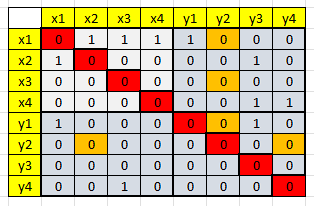 x1 x2 x3 x4 y1 y2 y3 y4
x1 0 1 1 1 1 0 0 0
x2 1 0 0 0 0 0 1 0
x3 0 0 0 0 0 0 0 0
x4 0 0 0 0 0 0 1 1
y1 1 0 0 0 0 0 1 0
y2 0 0 0 0 0 0 0 0
y3 0 0 0 0 0 0 0 0
y4 0 0 1 0 0 0 0 0